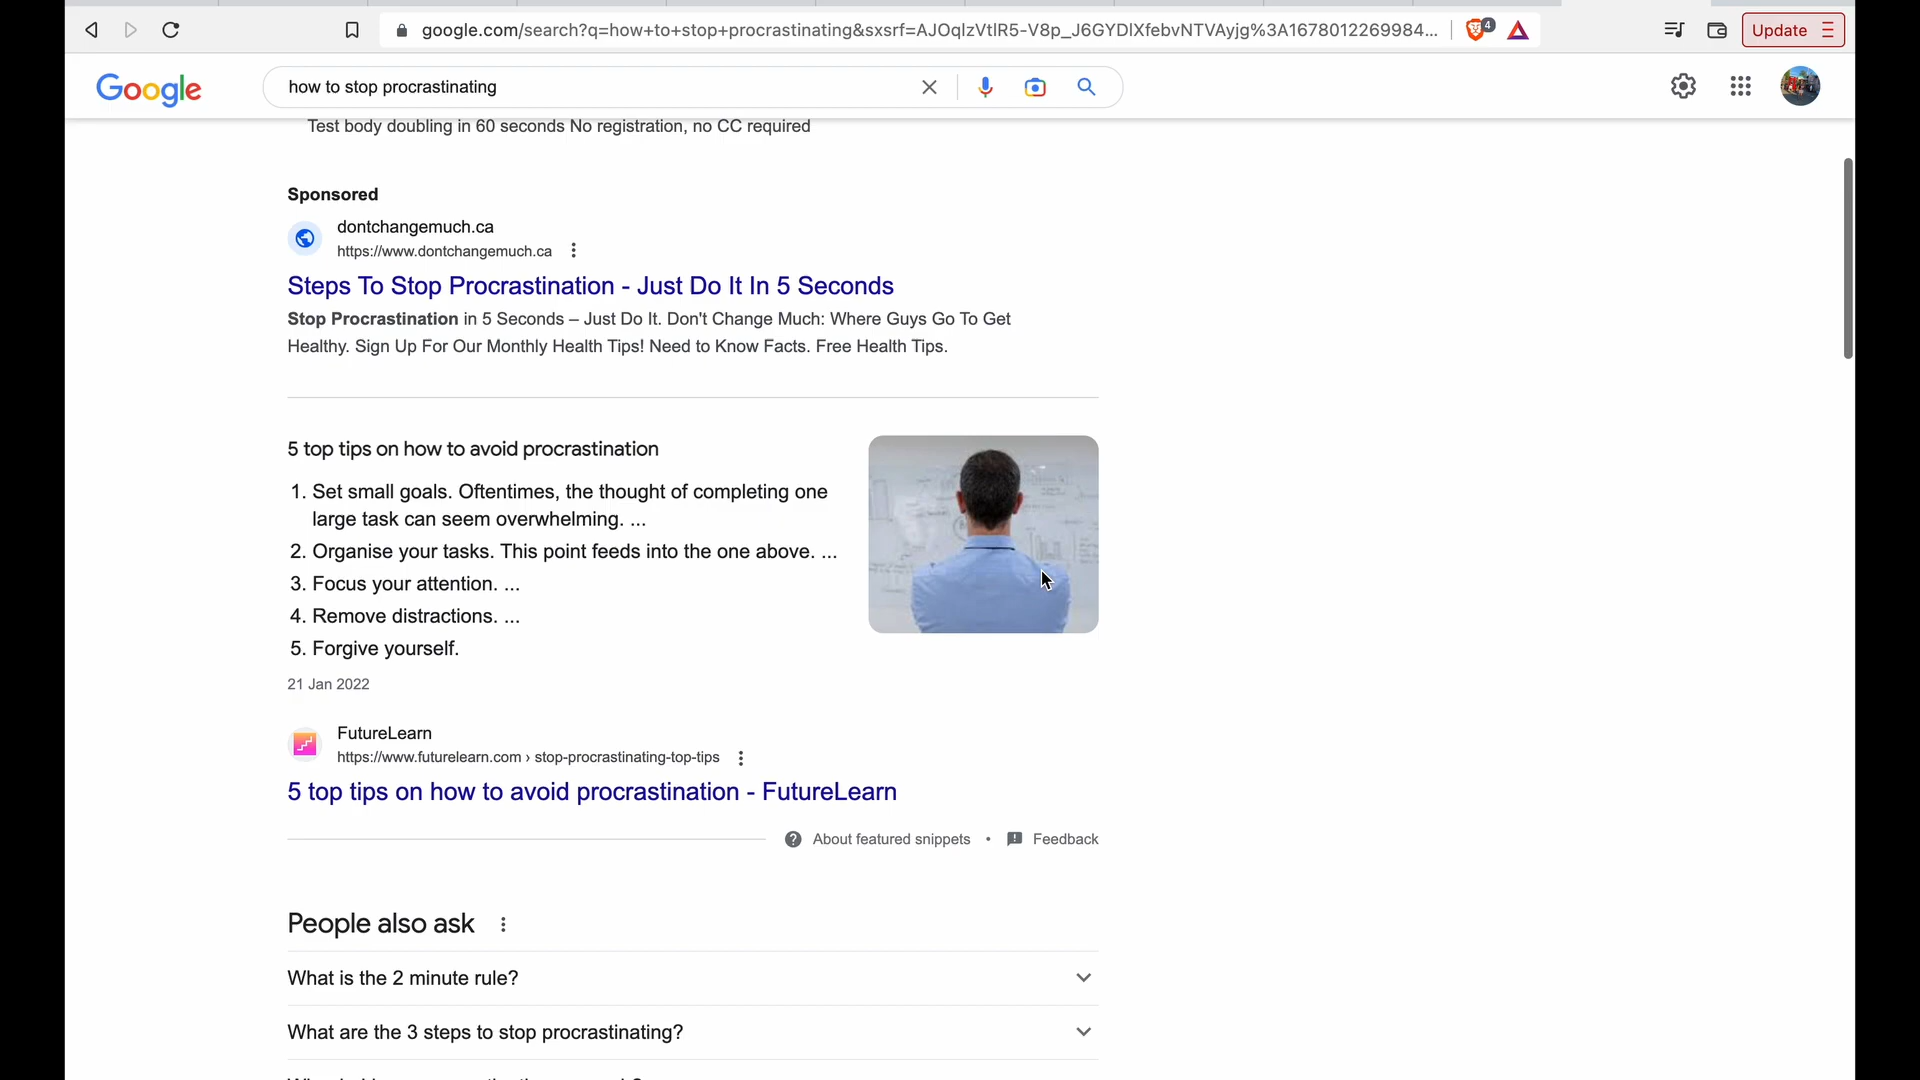 google.com/search?q=how+to+stop+procrastinating&sxsrf=AJOqlzVtIR5-V8p_J6GYDlXfebvNTVAyjg%3A1678012269984...
4
Update
Google
how to stop procrastinating
Test body doubling in 60 seconds No registration, no CC required
Sponsored
dontchangemuch.ca
https://www.dontchangemuch.ca
Steps To Stop Procrastination - Just Do It In 5 Seconds
Stop Procrastination in 5 Seconds – Just Do It. Don't Change Much: Where Guys Go To Get
Healthy. Sign Up For Our Monthly Health Tips! Need to Know Facts. Free Health Tips.
5 top tips on how to avoid procrastination
1. Set small goals. Oftentimes, the thought of completing one
large task can seem overwhelming. ...
2. Organise your tasks. This point feeds into the one above. ...
3. Focus your attention. ...
4. Remove distractions. ...
5. Forgive yourself.
21 Jan 2022
FutureLearn
https://www.futurelearn.com › stop-procrastinating-top-tips
5 top tips on how to avoid procrastination - FutureLearn
About featured snippets • Feedback
People also ask
What is the 2 minute rule?
What are the 3 steps to stop procrastinating?